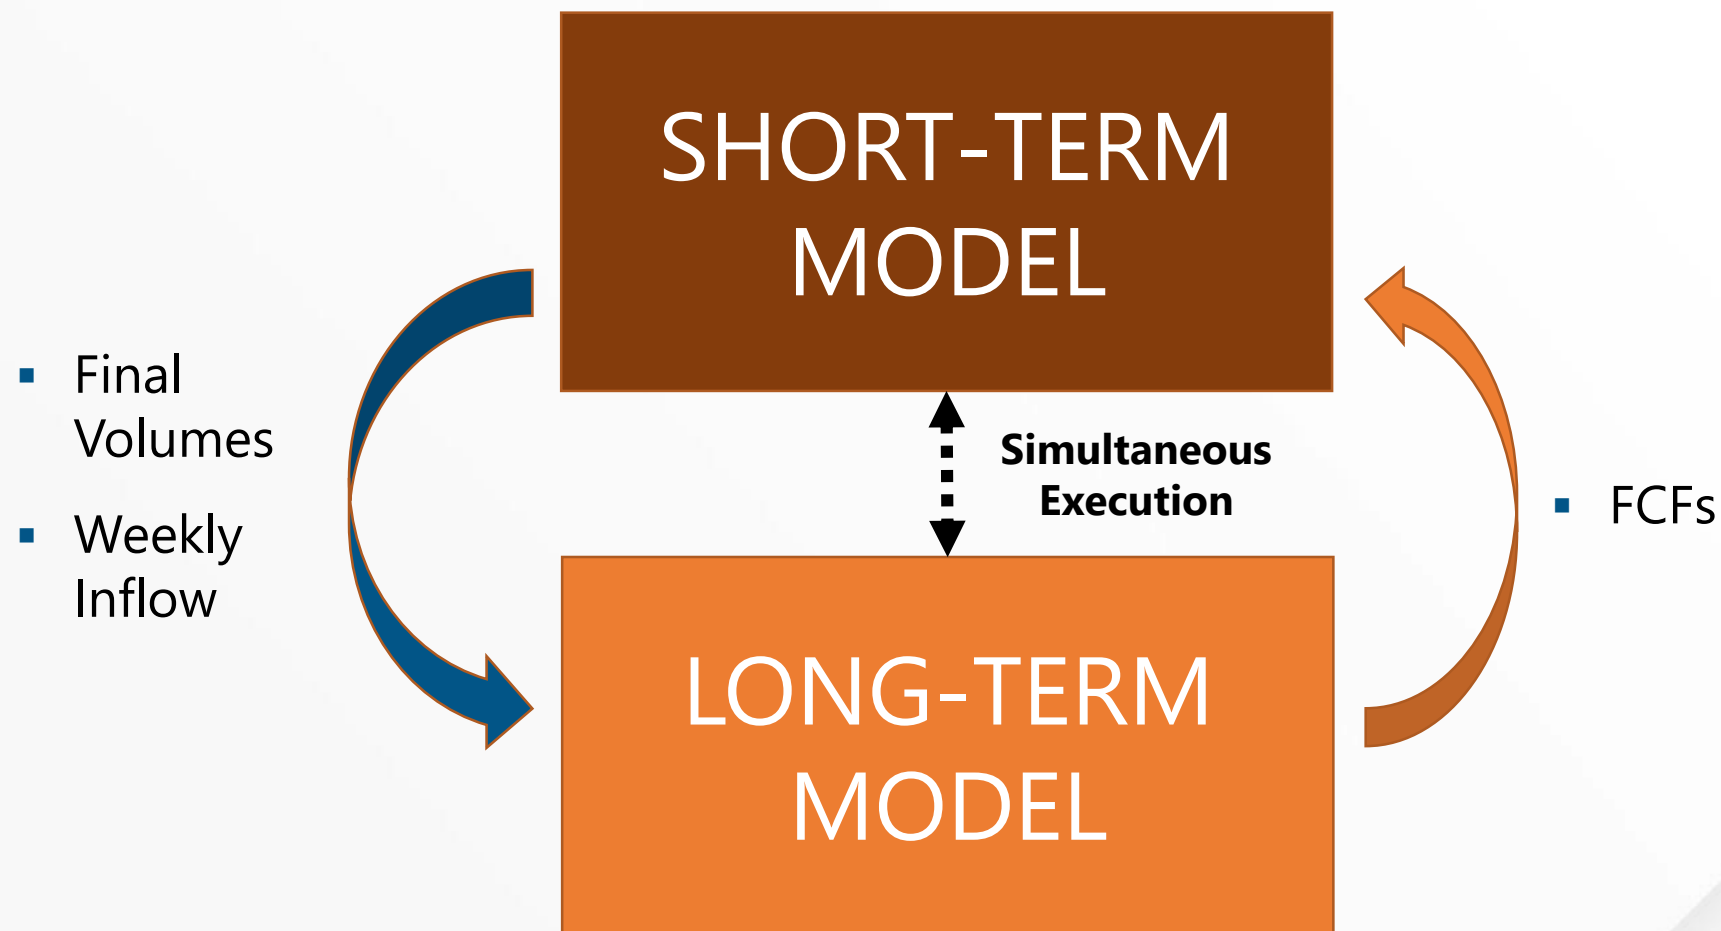 SHORT-TERM
MODEL
Final
Volumes
Weekly
Inflow
Simultaneous
Execution
FCFs
LONG-TERM
MODEL